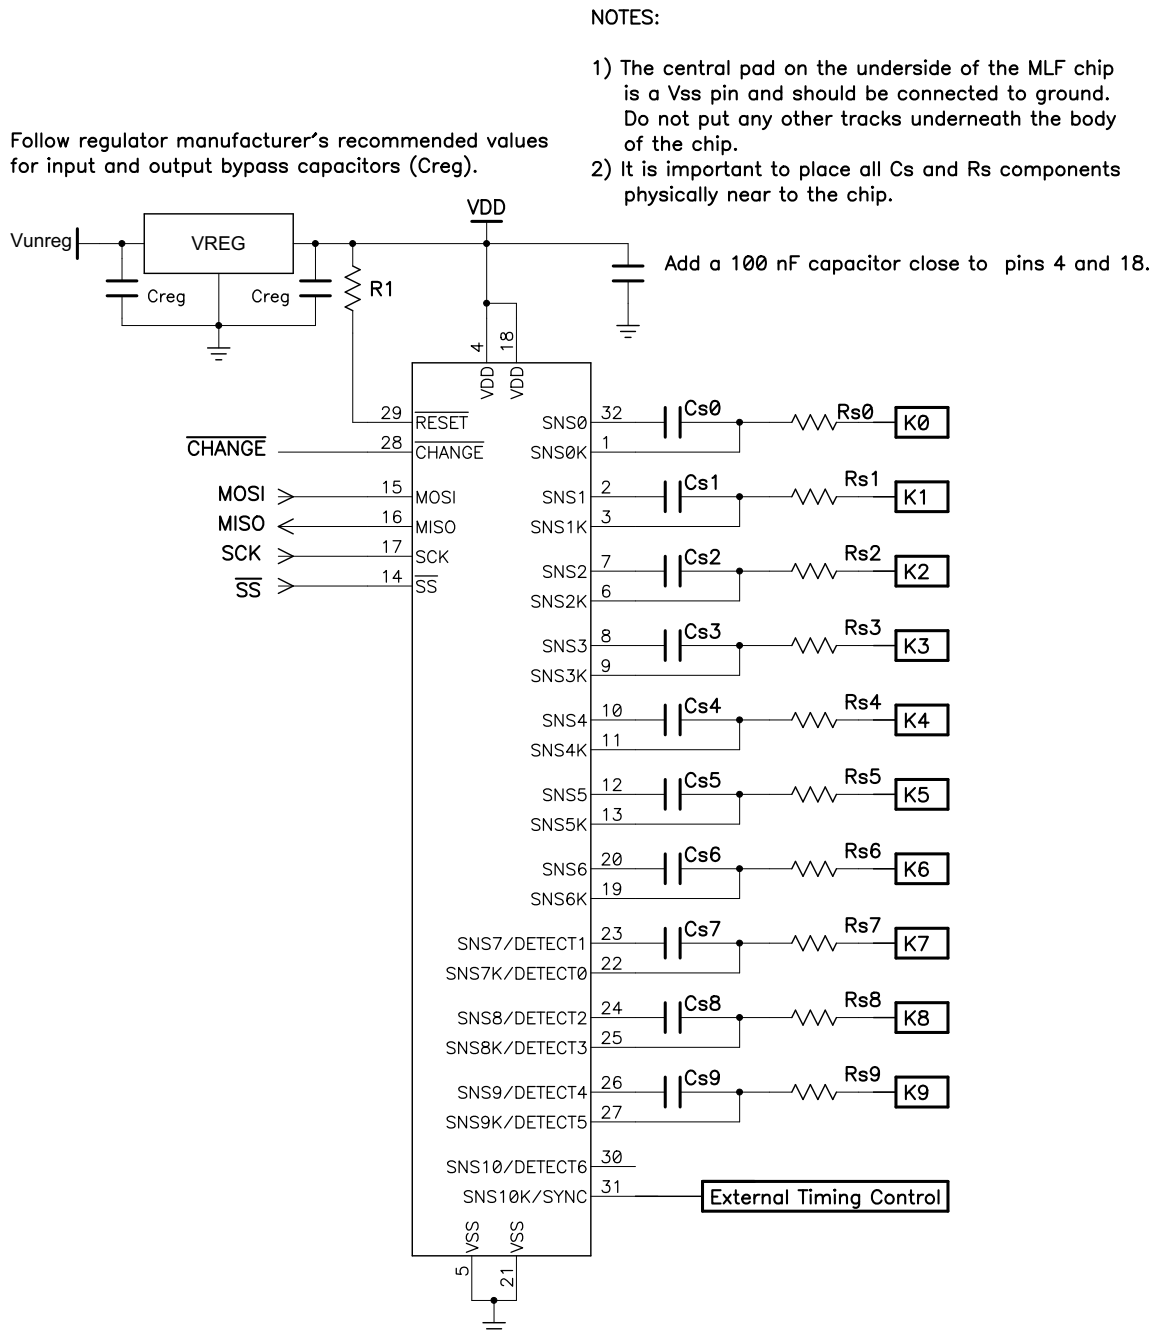 NOTES:
1) The central pad on the underside of the MLF chip
is a Vss pin and should be connected to ground.
Do not put any other tracks underneath the body
of the chip.
2) It is important to place all Cs and Rs components
physically near to the chip.
Follow regulator manufacturer's recommended values
for input and output bypass capacitors (Creg).
VDD
Vunreg
VREG
Creg
Creg
R1
Add a 100 nF capacitor close to pins 4 and 18.
4
18
VDD
VDD
29
RESET
CHANGE
28
CHANGE
MOSI
15
MOSI
MISO
16
MISO
SCK
17
SCK
SS
14
SS
SNS0
32
Cs0
Rs0
K0
SNS0K
1
SNS1
2
Cs1
Rs1
K1
SNS1K
3
SNS2
7
Cs2
Rs2
K2
SNS2K
6
SNS3
8
Cs3
Rs3
K3
SNS3K
9
SNS4
10
Cs4
Rs4
K4
SNS4K
11
SNS5
12
Cs5
Rs5
K5
SNS5K
13
SNS6
20
Cs6
Rs6
K6
SNS6K
19
SNS7/DETECT1
23
Cs7
Rs7
K7
SNS7K/DETECT0
22
SNS8/DETECT2
24
Cs8
Rs8
K8
SNS8K/DETECT3
25
SNS9/DETECT4
26
Cs9
Rs9
K9
SNS9K/DETECT5
27
SNS10/DETECT6
30
SNS10K/SYNC
31
External Timing Control
VSS
VSS
5
21